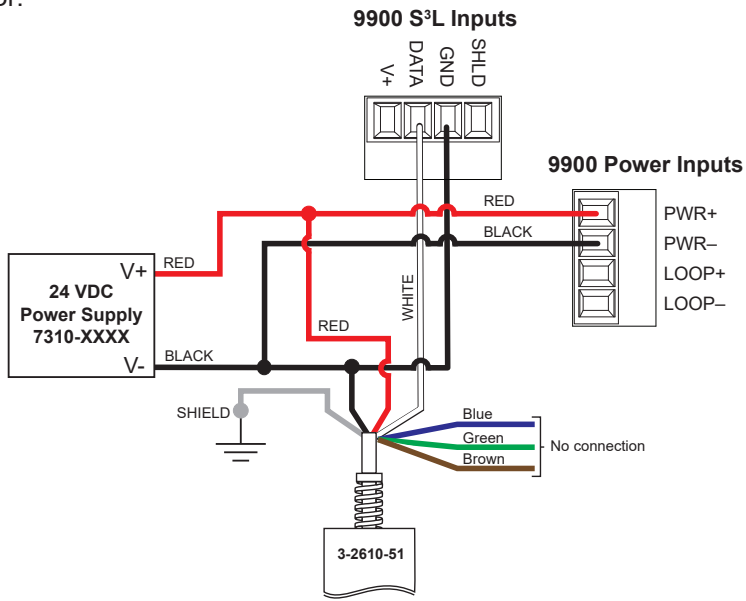 or.
9900 S³L Inputs
V+
DATA
GND
SHLD
9900 Power Inputs
RED
PWR+
BLACK
PWR–
LOOP+
LOOP–
V+
RED
24 VDC
Power Supply
7310-XXXX
WHITE
RED
V-
BLACK
SHIELD
Blue
Green
No connection
Brown
3-2610-51